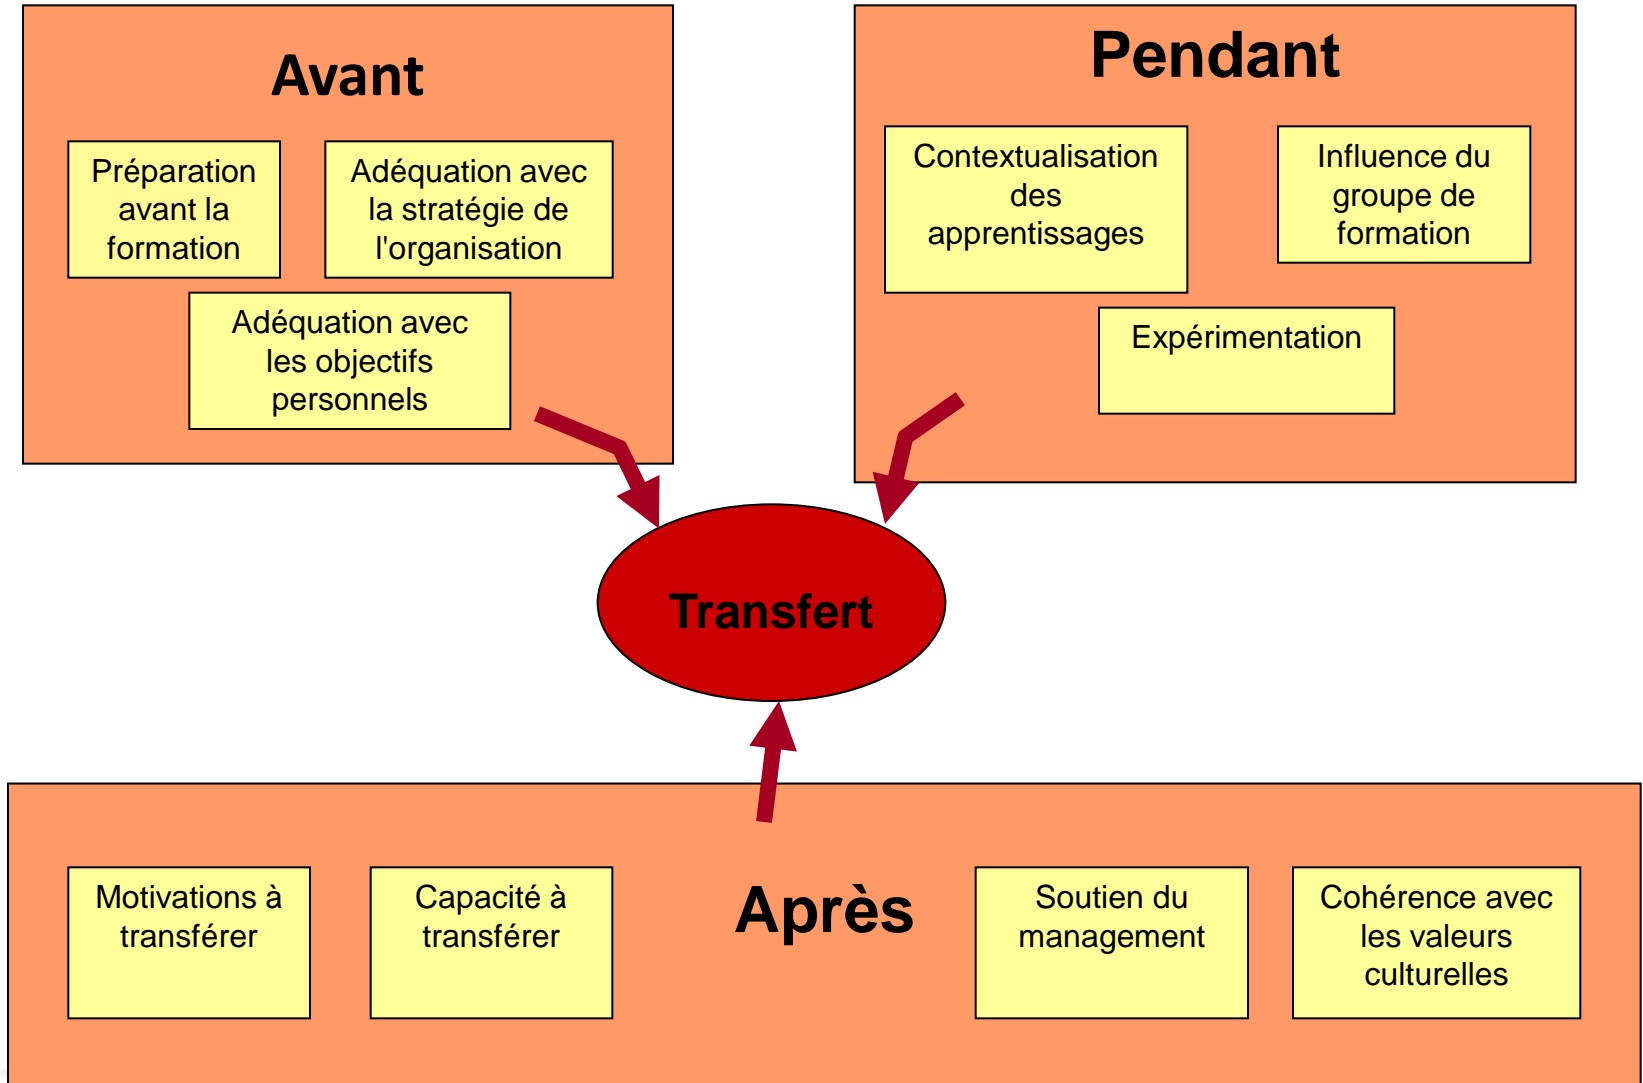 Avant
Préparation
avant la
formation
Adéquation avec
la stratégie de
l'organisation
Adéquation avec
les objectifs
personnels
Pendant
Contextualisation
des
apprentissages
Influence du
groupe de
formation
Expérimentation
Transfert
Motivations à
transférer
Capacité à
transférer
Après
Soutien du
management
Cohérence avec
les valeurs
culturelles